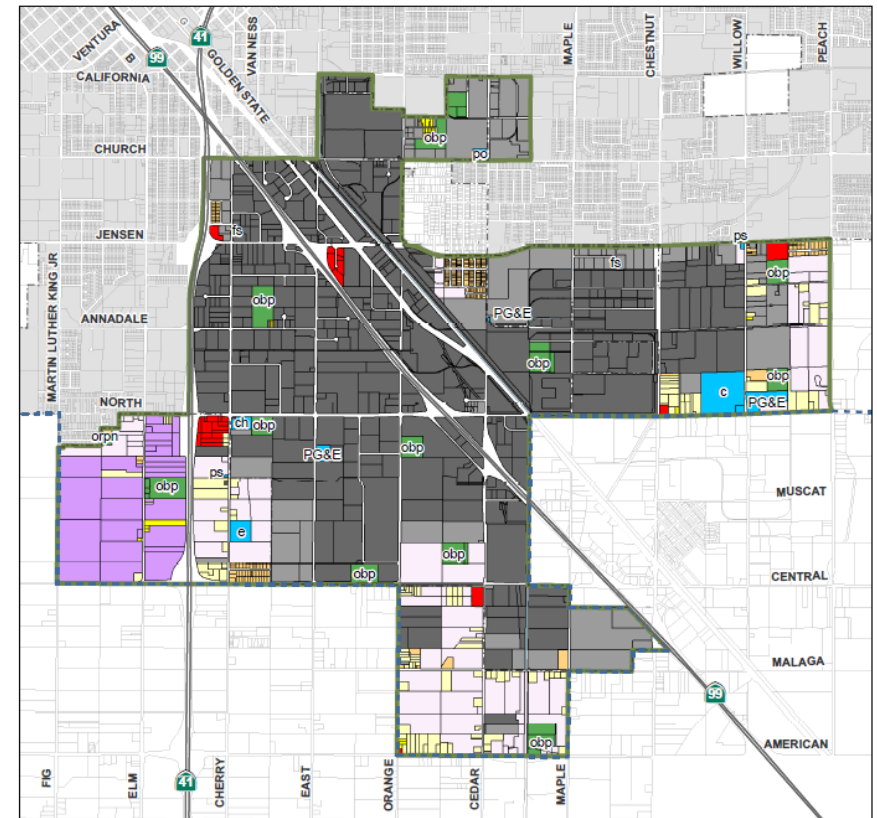 VENTURA
B
G
41
99
GOLDEN STATE
VAN NESS
MAPLE
CHESTNUT
WILLOW
PEACH
CALIFORNIA
CHURCH
obp
po
JENSEN
fs
ps
fs
obp
MARTIN LUTHER KING JR
ANNADALE
obp
PG&E
obp
NORTH
c
obp
PG&E
orpn
ch
obp
PG&E
obp
ps
obp
MUSCAT
e
obp
obp
CENTRAL
MALAGA
99
obp
AMERICAN
FIG
ELM
41
CHERRY
EAST
ORANGE
CEDAR
MAPLE